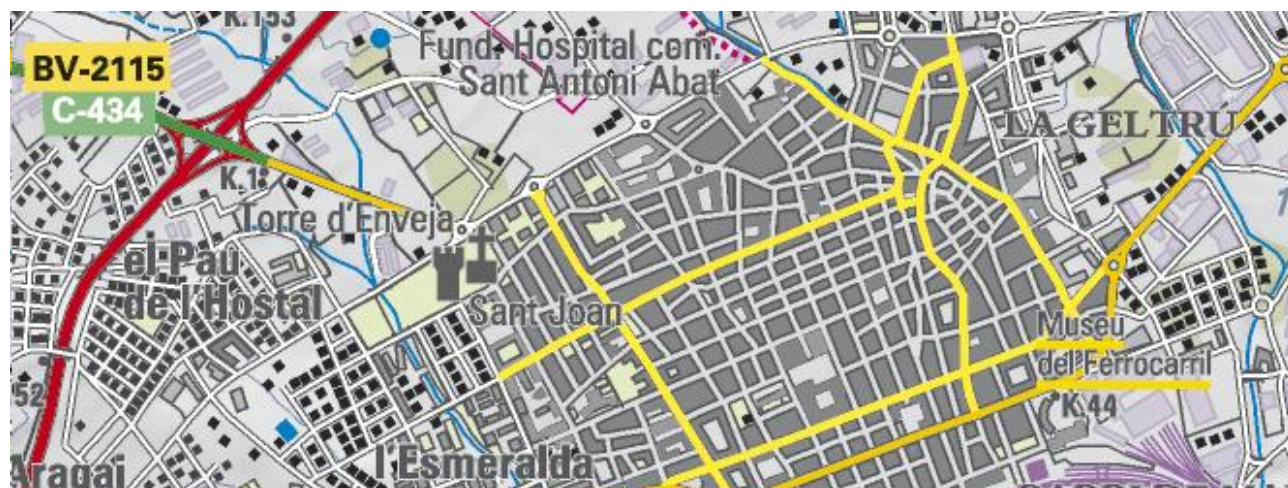 K.153
BV-2115
C-434
Fund. Hospital com.
Sant Antoni Abat
LA GELTRÚ
K.1
Torre d'Enveja
el Pau
de l'Hostal
Sant Joan
Museu
del Ferrocarril
K.44
52
Aragai
l'Esmeralda